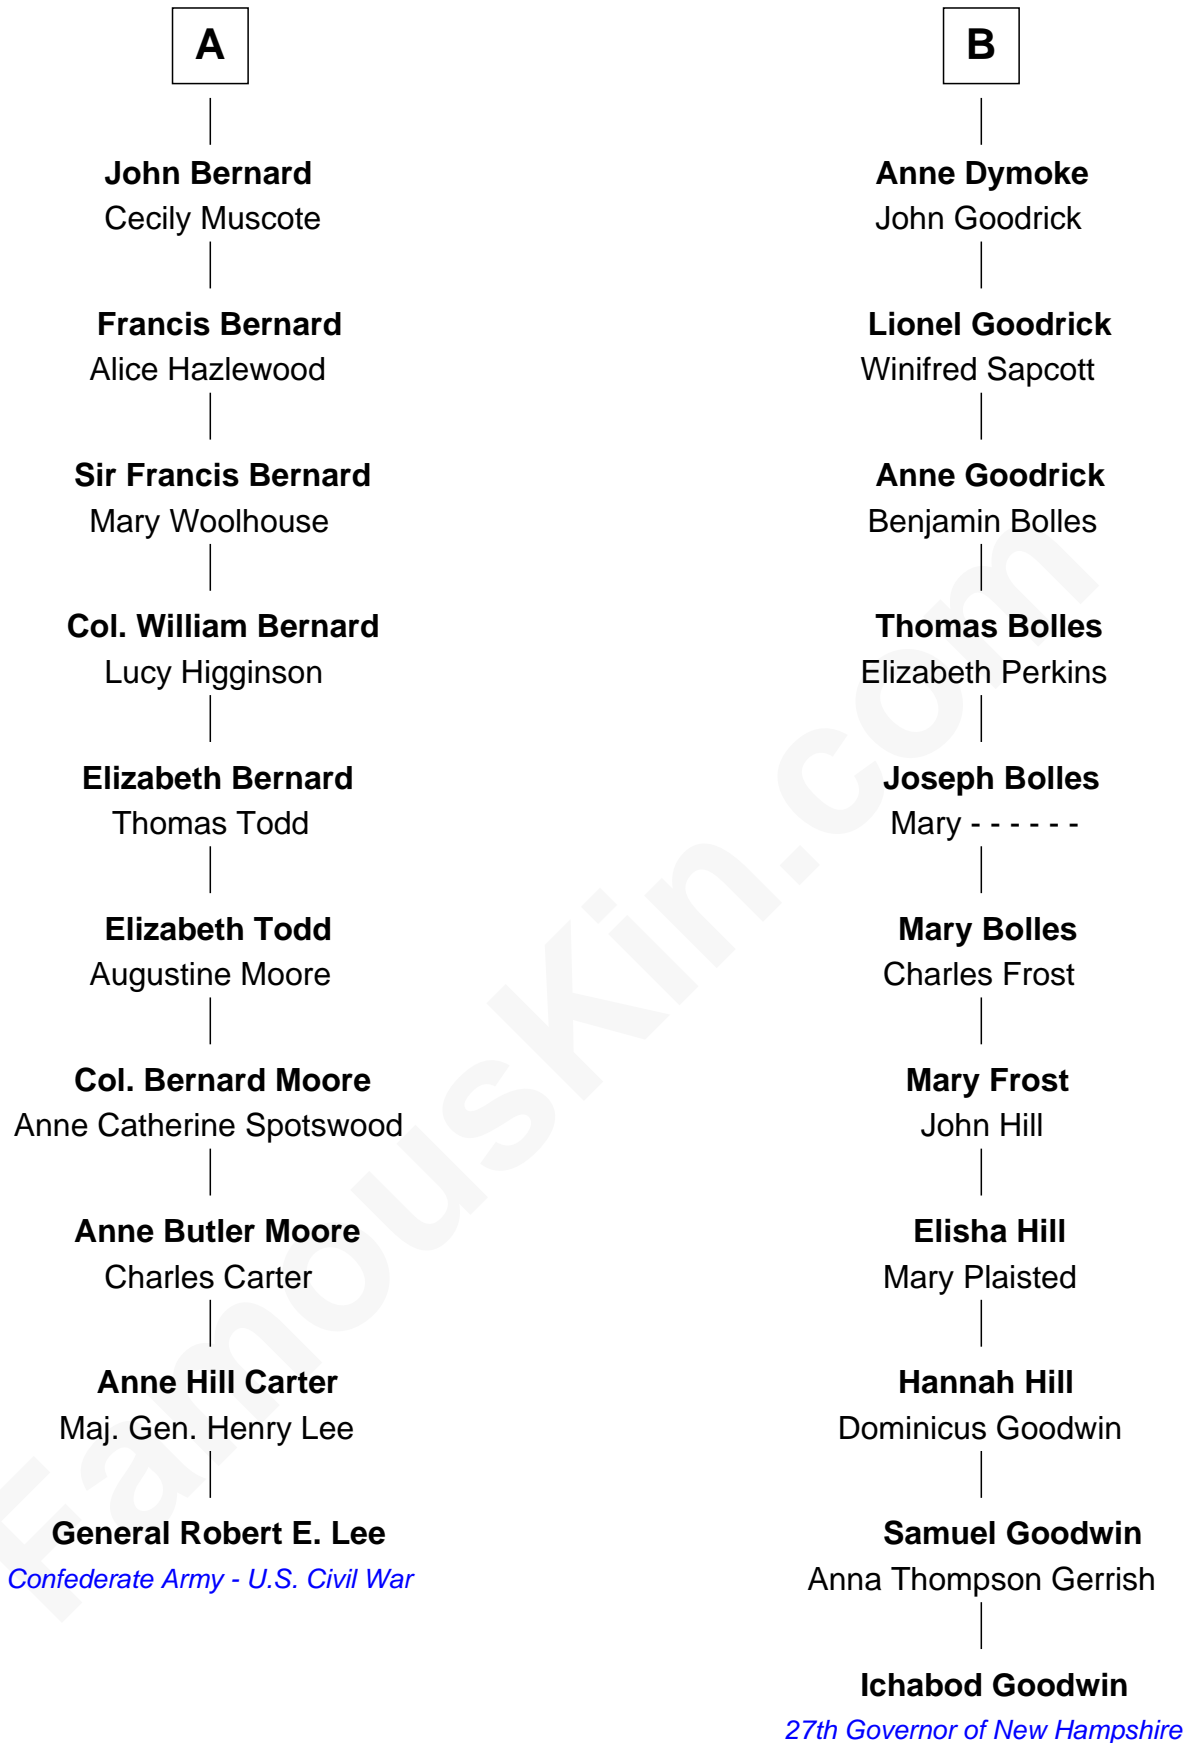 A
John Bernard
Cecily Muscote
Francis Bernard
Alice Hazlewood
Sir Francis Bernard
Mary Woolhouse
Col. William Bernard
Lucy Higginson
Elizabeth Bernard
Thomas Todd
Elizabeth Todd
Augustine Moore
Col. Bernard Moore
Anne Catherine Spotswood
Anne Butler Moore
Charles Carter
Anne Hill Carter
Maj. Gen. Henry Lee
General Robert E. Lee
Confederate Army - U.S. Civil War
B
Anne Dymoke
John Goodrick
Lionel Goodrick
Winifred Sapcott
Anne Goodrick
Benjamin Bolles
Thomas Bolles
Elizabeth Perkins
Joseph Bolles
Mary - - - - - -
Mary Bolles
Charles Frost
Mary Frost
John Hill
Elisha Hill
Mary Plaisted
Hannah Hill
Dominicus Goodwin
Samuel Goodwin
Anna Thompson Gerrish
Ichabod Goodwin
27th Governor of New Hampshire
FamousKin.com